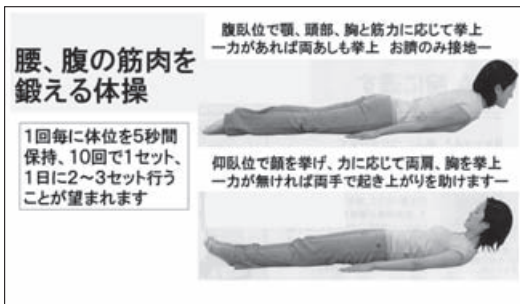 腰、腹の筋肉を
鍛える体操
1回毎に体位を5秒間
保持、10回で1セット、
1日に2～3セット行う
ことが望まれます
腹臥位で顎、頭部、胸と筋力に応じて挙上
ー力があれば両あしも挙上 お臍のみ接地ー
仰臥位で顔を挙げ、力に応じて両肩、胸を挙上
ー力が無ければ両手で起き上がりを助けますー